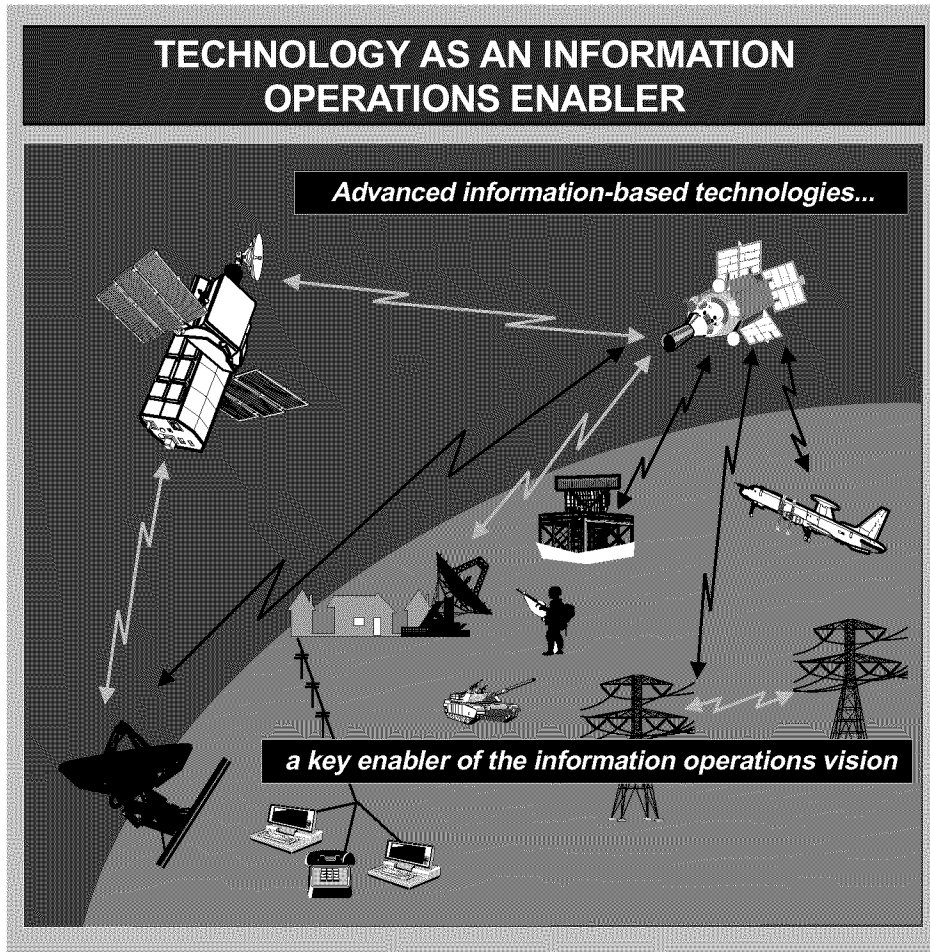 TECHNOLOGY AS AN INFORMATION
OPERATIONS ENABLER
Advanced information-based technologies...
a key enabler of the information operations vision